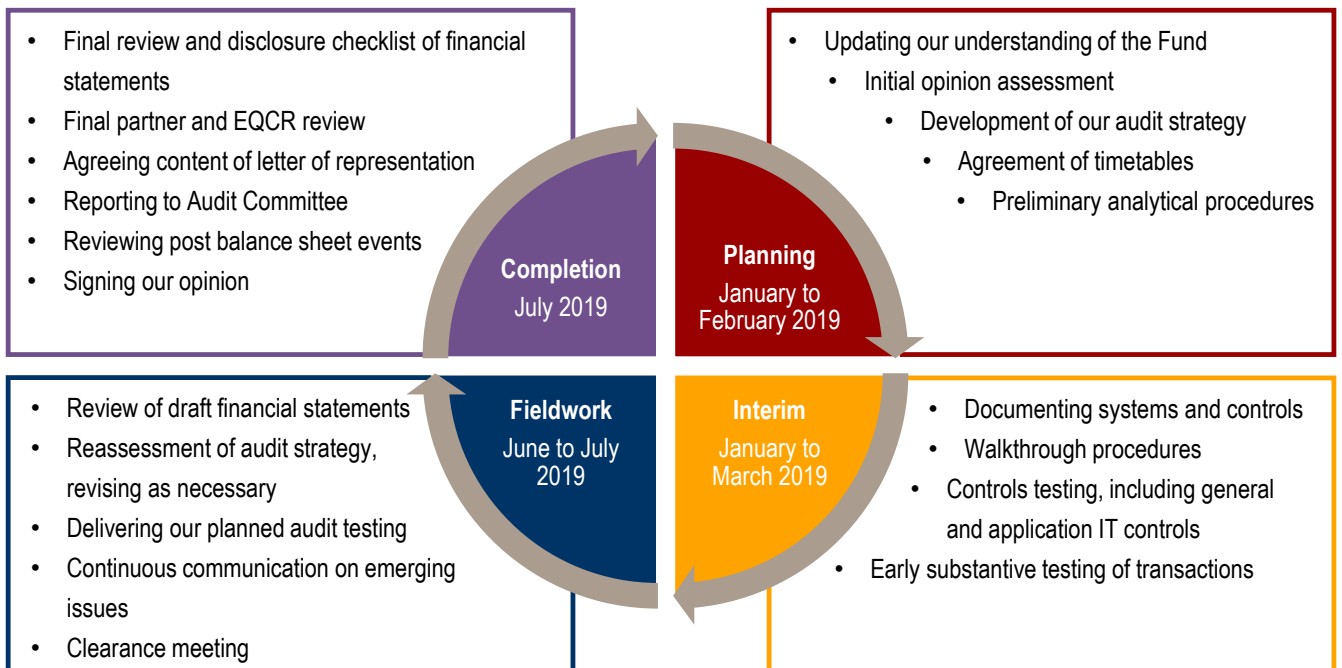 • Final review and disclosure checklist of financial
statements
• Final partner and EQCR review
• Agreeing content of letter of representation
• Reporting to Audit Committee
• Reviewing post balance sheet events
• Signing our opinion
Completion
July 2019
• Updating our understanding of the Fund
• Initial opinion assessment
• Development of our audit strategy
• Agreement of timetables
• Preliminary analytical procedures
Planning
January to
February 2019
• Review of draft financial statements
• Reassessment of audit strategy,
revising as necessary
• Delivering our planned audit testing
• Continuous communication on emerging
issues
• Clearance meeting
Fieldwork
June to July
2019
Interim
January to
March 2019
• Documenting systems and controls
• Walkthrough procedures
• Controls testing, including general
and application IT controls
• Early substantive testing of transactions